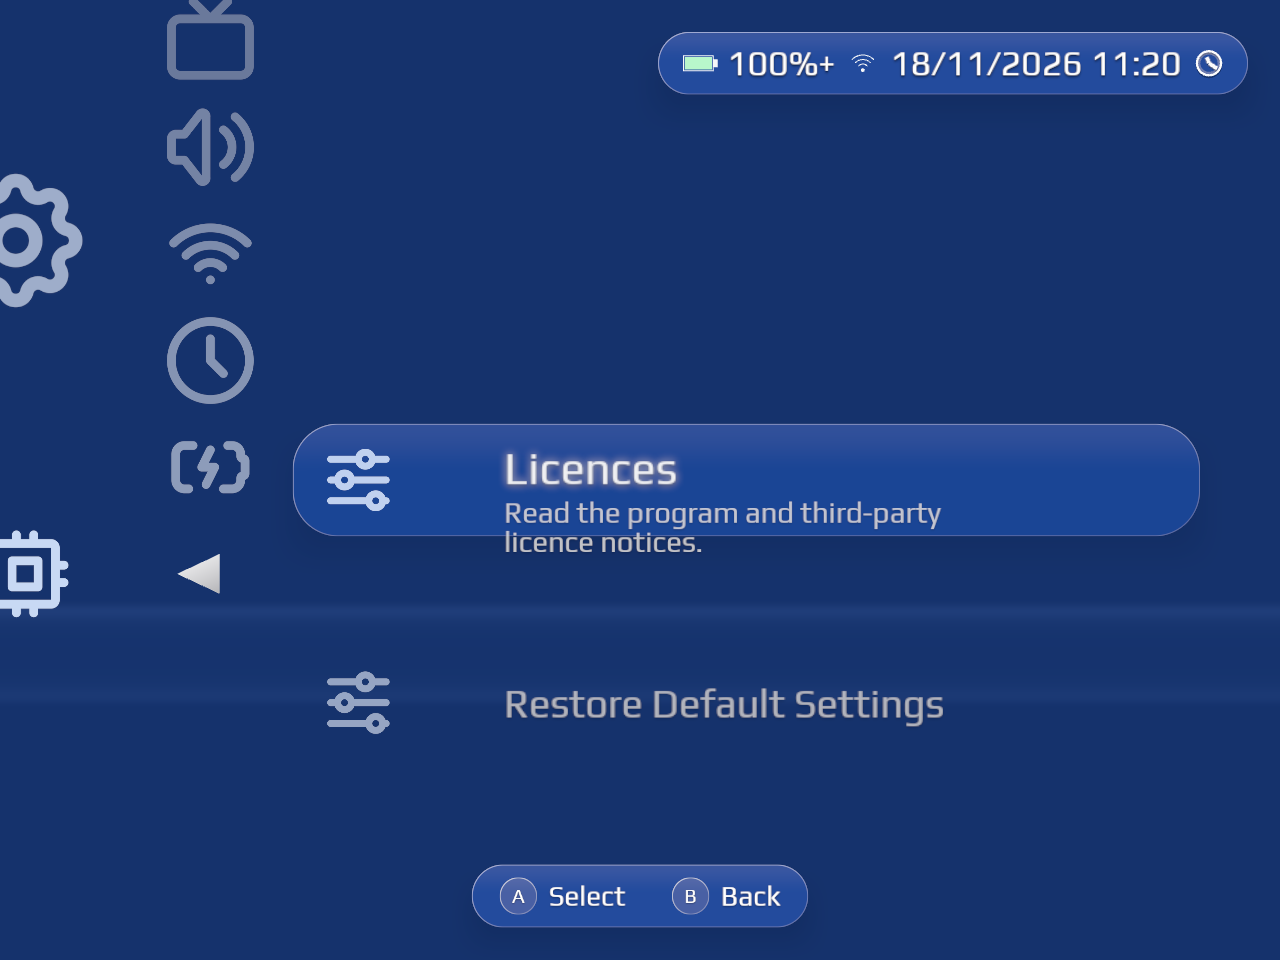 100%+ 18/11/2026 11:20
Licences
Read the program and third-party
licence notices.
Restore Default Settings
A Select B Back